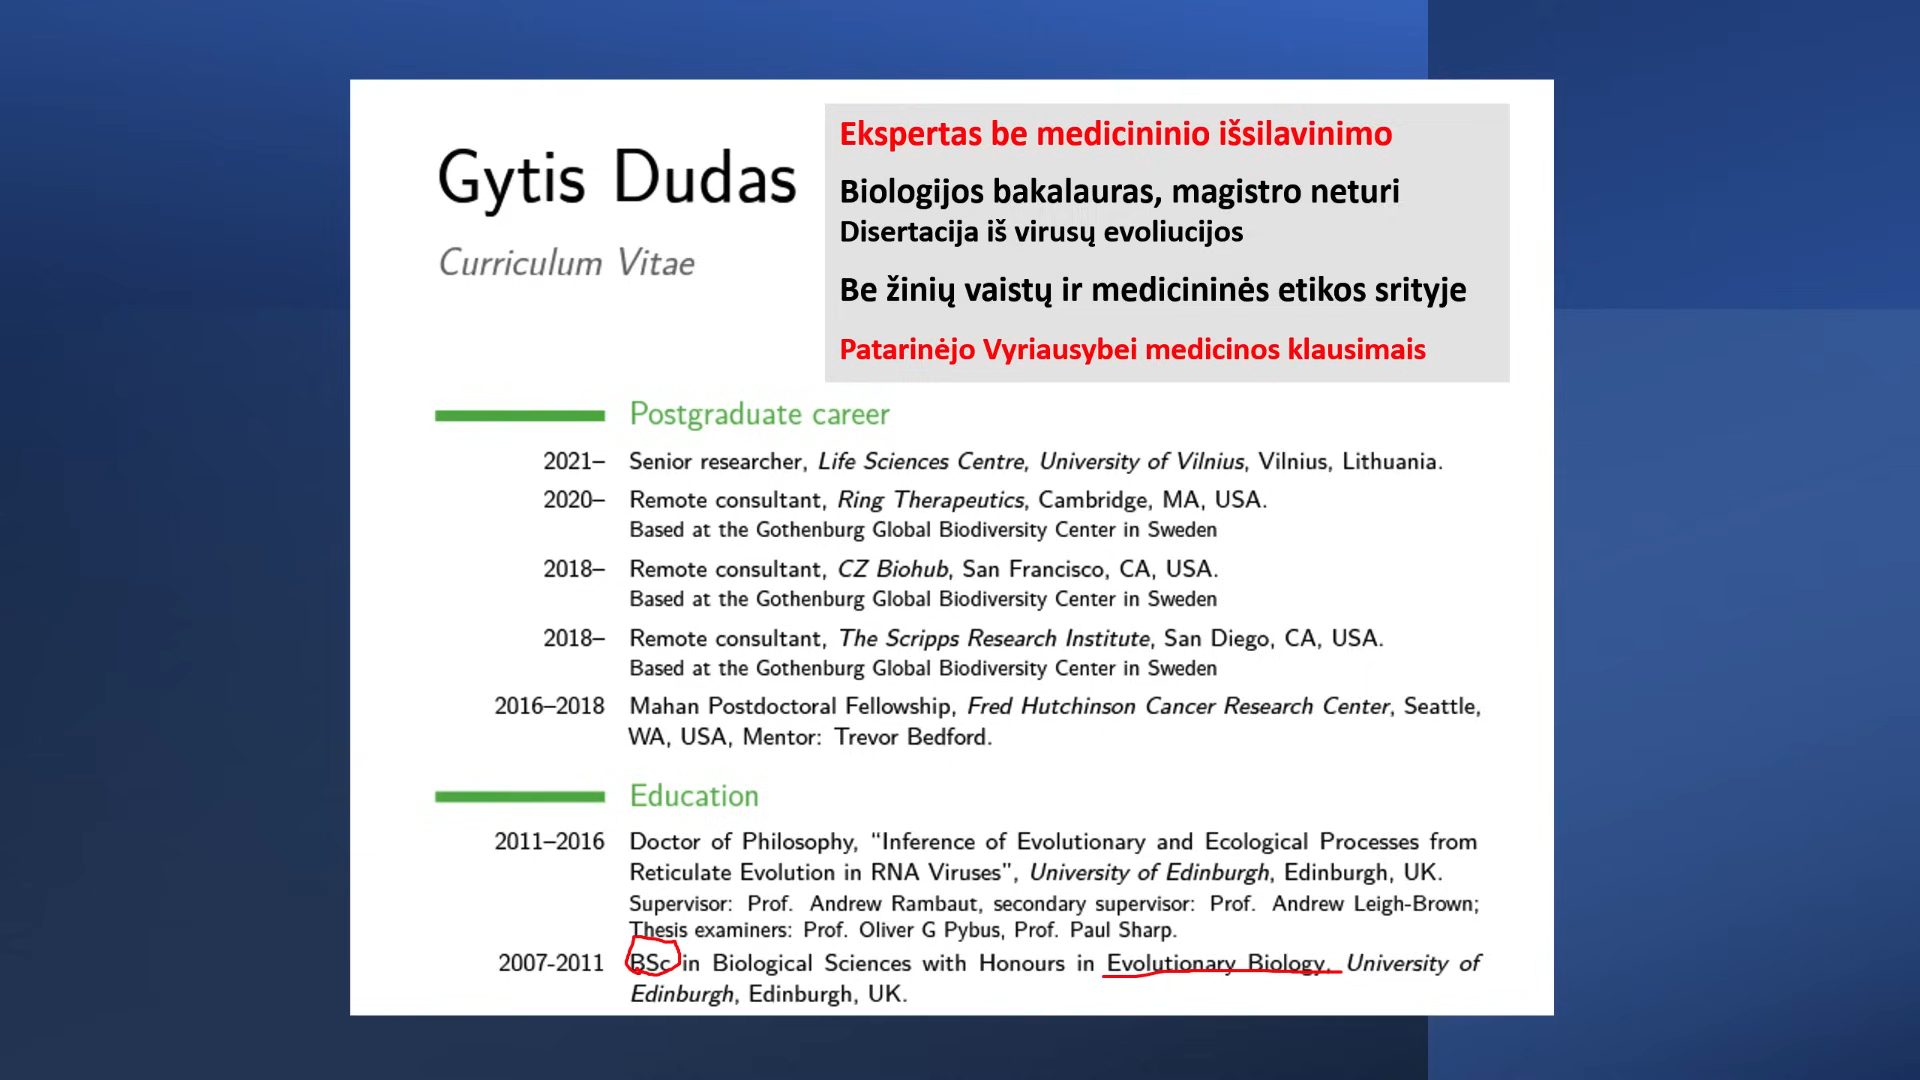 Gytis Dudas
Curriculum Vitae
Ekspertas be medicininio išsilavinimo
Biologijos bakalauras, magistro neturi
Disertacija iš virusų evoliucijos
Be žinių vaistų ir medicininės etikos srityje
Patarinėjo Vyriausybei medicinos klausimais
Postgraduate career
2021– Senior researcher, Life Sciences Centre, University of Vilnius, Vilnius, Lithuania.
2020– Remote consultant, Ring Therapeutics, Cambridge, MA, USA.
Based at the Gothenburg Global Biodiversity Center in Sweden
2018– Remote consultant, CZ Biohub, San Francisco, CA, USA.
Based at the Gothenburg Global Biodiversity Center in Sweden
2018– Remote consultant, The Scripps Research Institute, San Diego, CA, USA.
Based at the Gothenburg Global Biodiversity Center in Sweden
2016–2018 Mahan Postdoctoral Fellowship, Fred Hutchinson Cancer Research Center, Seattle,
WA, USA, Mentor: Trevor Bedford.
Education
2011–2016 Doctor of Philosophy, “Inference of Evolutionary and Ecological Processes from
Reticulate Evolution in RNA Viruses”, University of Edinburgh, Edinburgh, UK.
Supervisor: Prof. Andrew Rambaut, secondary supervisor: Prof. Andrew Leigh-Brown;
Thesis examiners: Prof. Oliver G Pybus, Prof. Paul Sharp.
2007-2011 BSc in Biological Sciences with Honours in Evolutionary Biology, University of
Edinburgh, Edinburgh, UK.